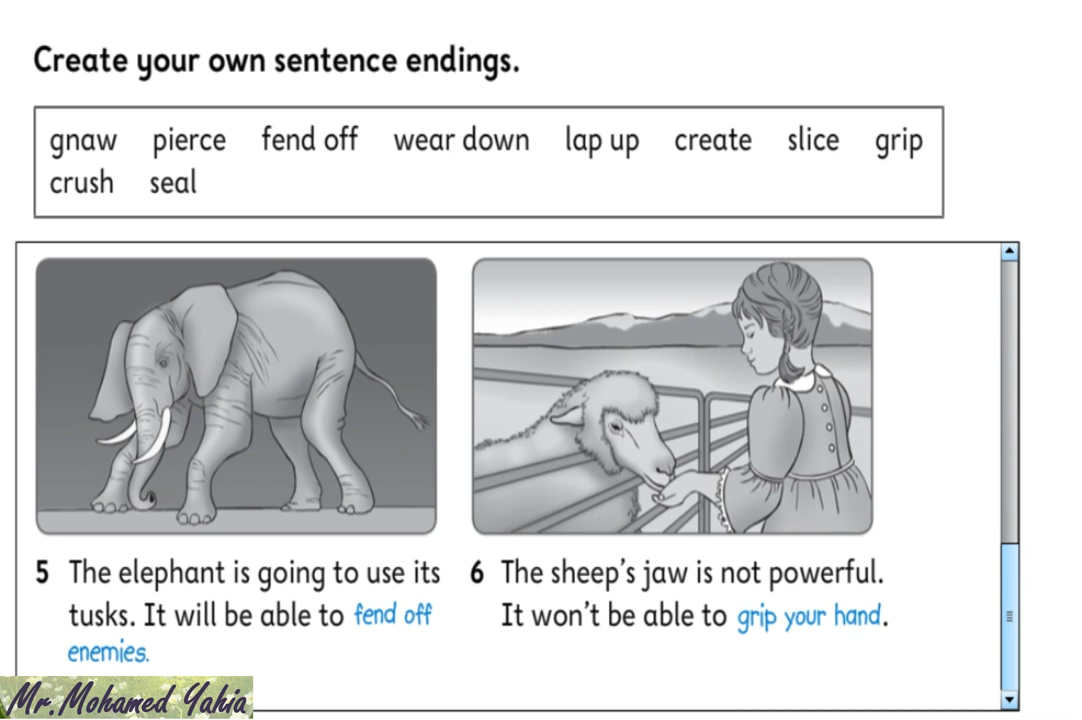 Create your own sentence endings.
gnaw pierce fend off wear down lap up create slice grip
crush seal
5 The elephant is going to use its
tusks. It will be able to fend off
enemies.
6 The sheep's jaw is not powerful.
It won't be able to grip your hand.
Mr.Mohamed Yahia